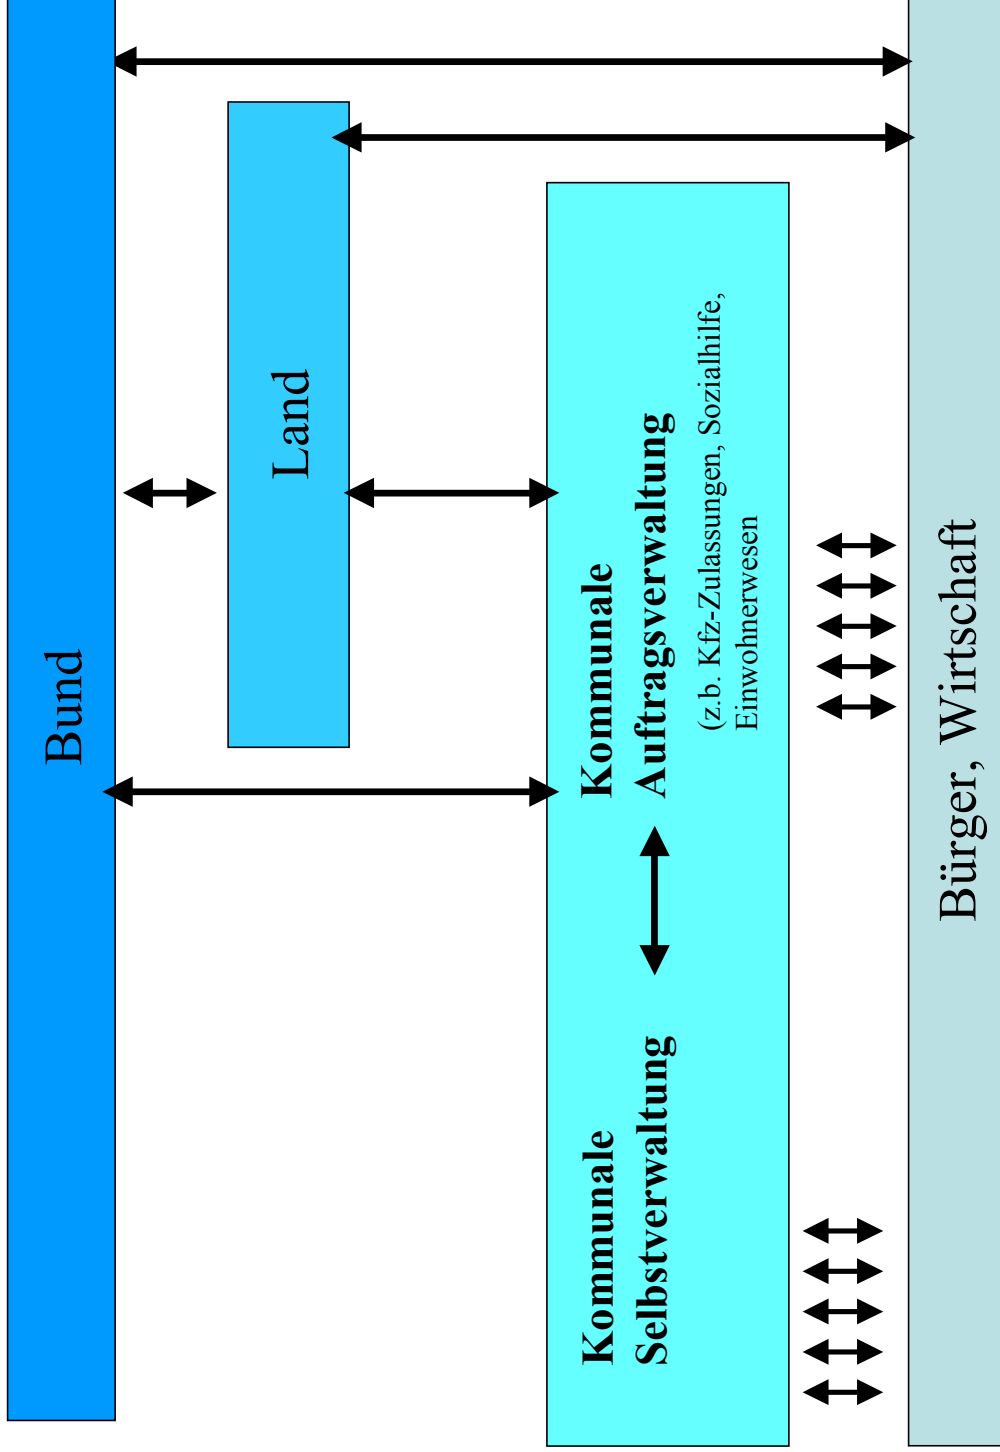 Bund
Land
Kommunale
Selbstverwaltung
Kommunale
Auftragsverwaltung
(z.b. Kfz-Zulassungen, Sozialhilfe,
Einwohnerwesen
Bürger, Wirtschaft